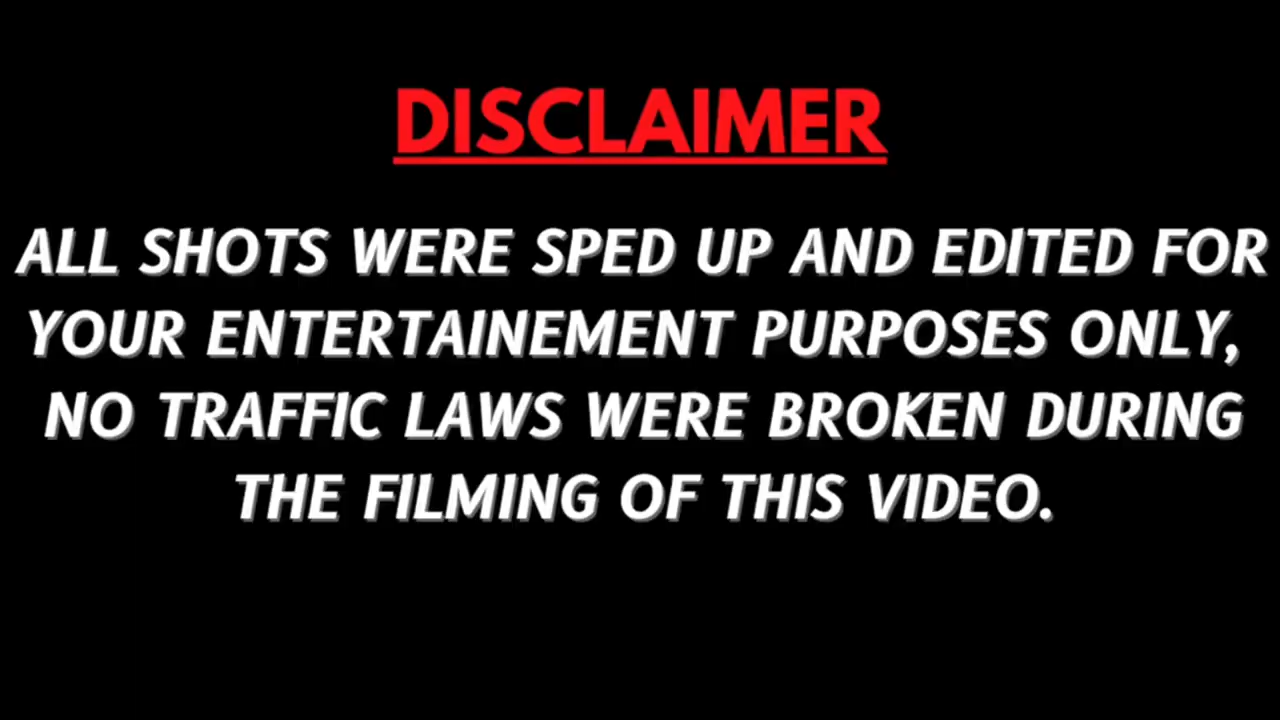 DISCLAIMER
ALL SHOTS WERE SPED UP AND EDITED FOR
YOUR ENTERTAINEMENT PURPOSES ONLY,
NO TRAFFIC LAWS WERE BROKEN DURING
THE FILMING OF THIS VIDEO.